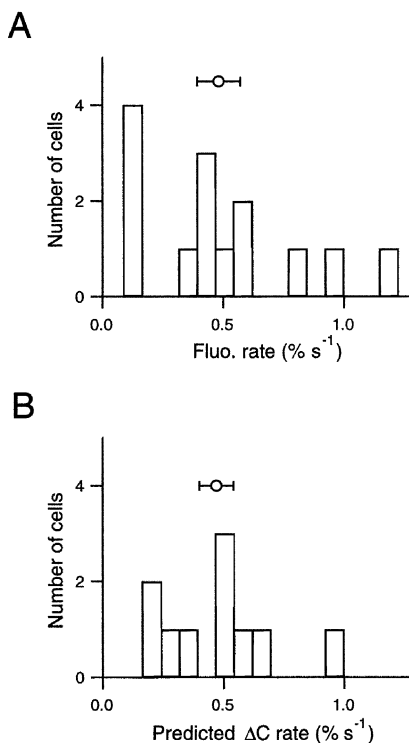 A
Number of cells
4
2
0
0.0 0.5 1.0
Fluo. rate (% s⁻¹)
B
Number of cells
4
2
0
0.0 0.5 1.0
Predicted ΔC rate (% s⁻¹)